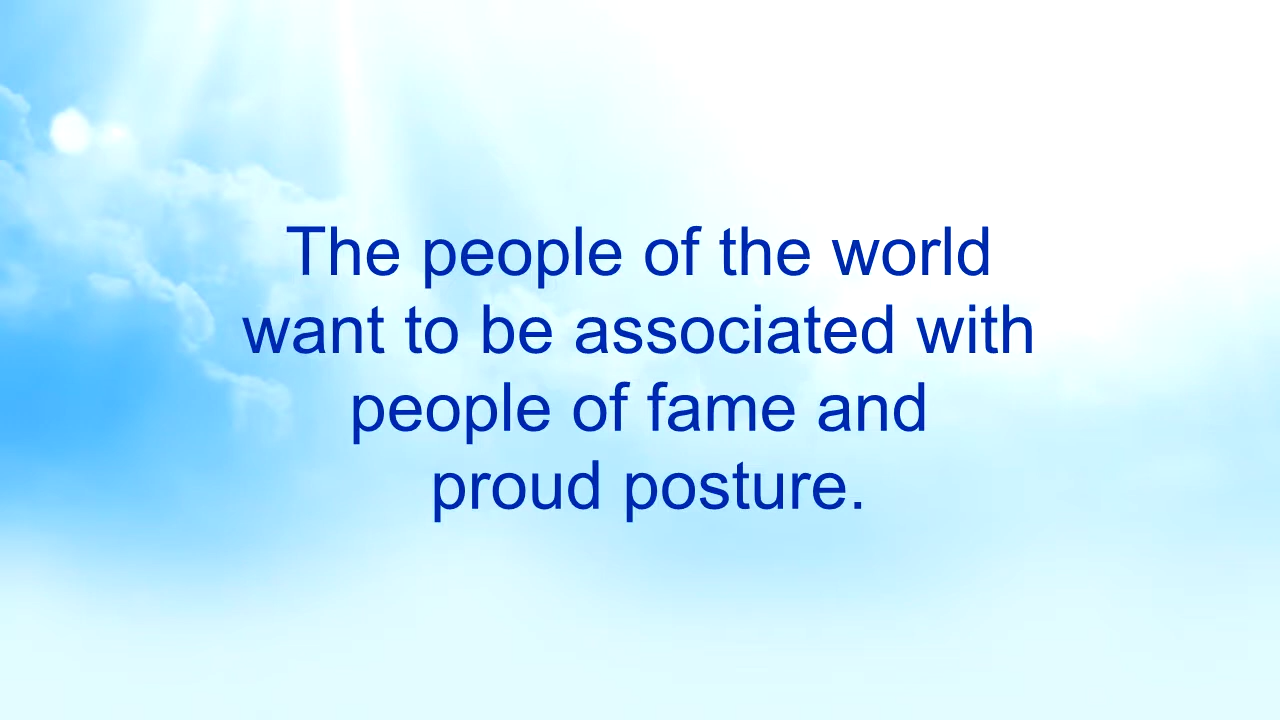 The people of the world
want to be associated with
people of fame and
proud posture.